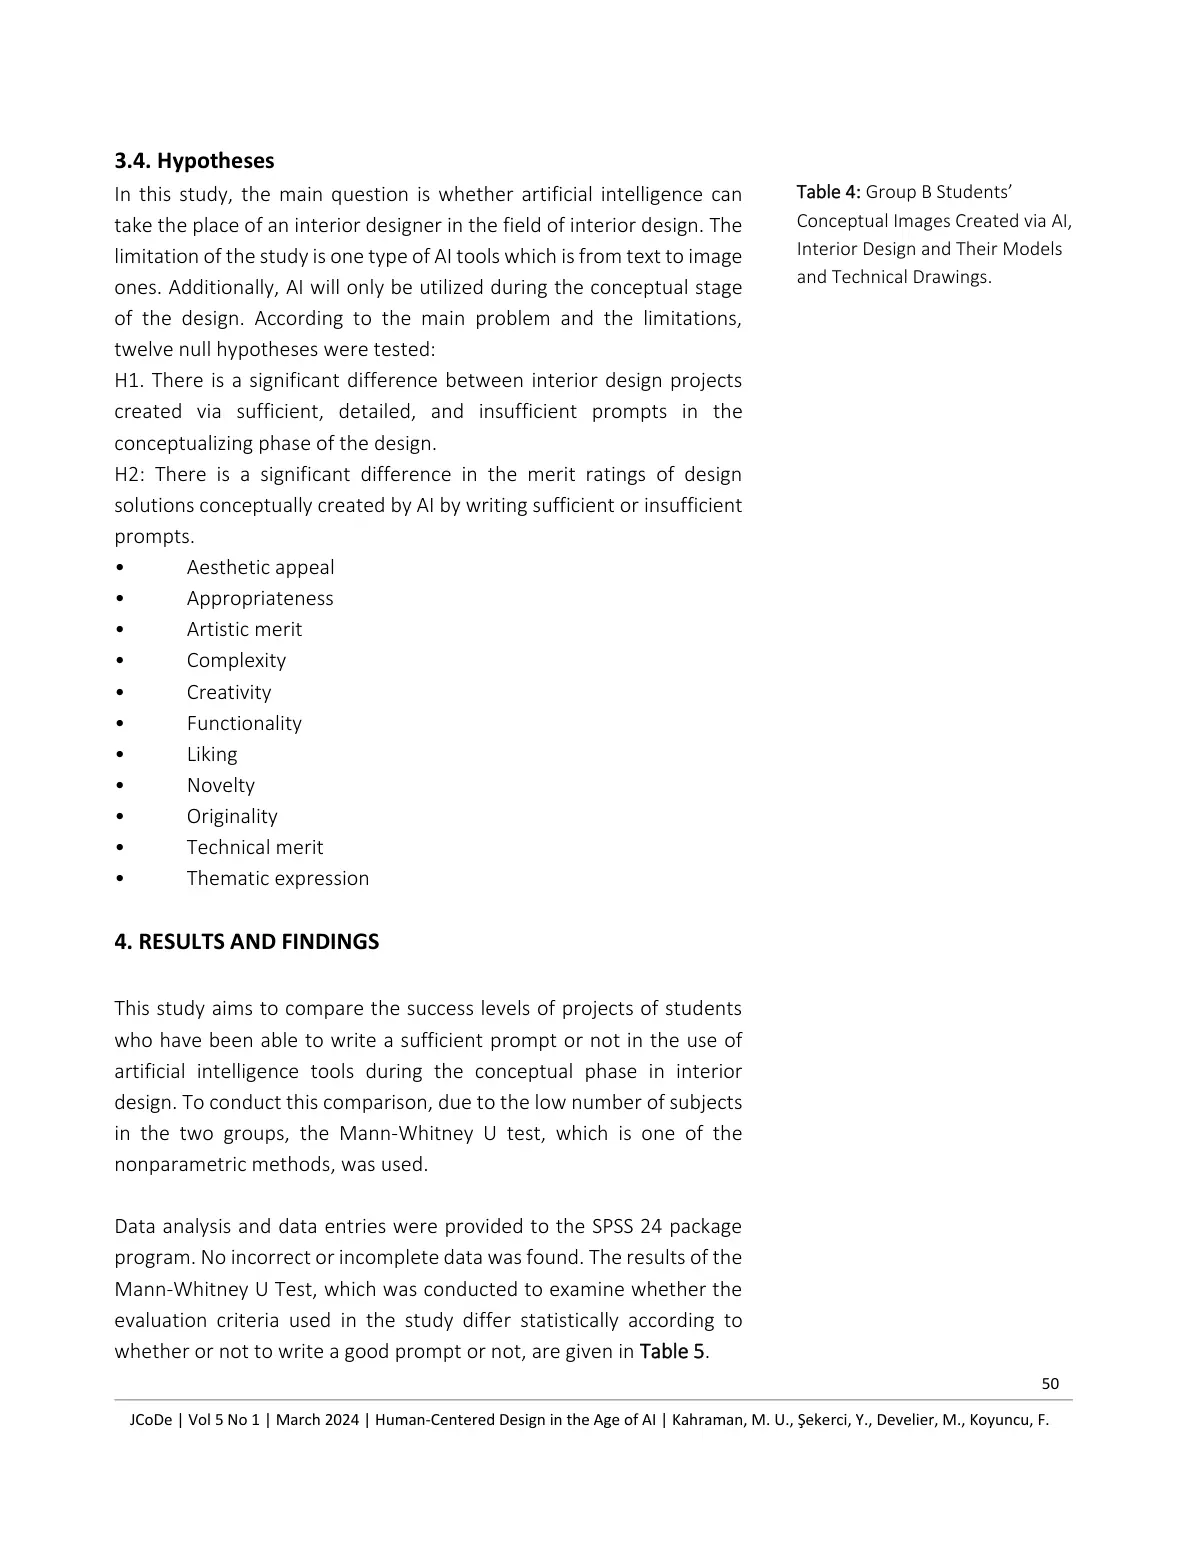 3.4. Hypotheses
In this study, the main question is whether artificial intelligence can
take the place of an interior designer in the field of interior design. The
limitation of the study is one type of AI tools which is from text to image
ones. Additionally, AI will only be utilized during the conceptual stage
of the design. According to the main problem and the limitations,
twelve null hypotheses were tested:
H1. There is a significant difference between interior design projects
created via sufficient, detailed, and insufficient prompts in the
conceptualizing phase of the design.
H2: There is a significant difference in the merit ratings of design
solutions conceptually created by AI by writing sufficient or insufficient
prompts.
• Aesthetic appeal
• Appropriateness
• Artistic merit
• Complexity
• Creativity
• Functionality
• Liking
• Novelty
• Originality
• Technical merit
• Thematic expression
4. RESULTS AND FINDINGS
This study aims to compare the success levels of projects of students
who have been able to write a sufficient prompt or not in the use of
artificial intelligence tools during the conceptual phase in interior
design. To conduct this comparison, due to the low number of subjects
in the two groups, the Mann-Whitney U test, which is one of the
nonparametric methods, was used.
Data analysis and data entries were provided to the SPSS 24 package
program. No incorrect or incomplete data was found. The results of the
Mann-Whitney U Test, which was conducted to examine whether the
evaluation criteria used in the study differ statistically according to
whether or not to write a good prompt or not, are given in Table 5.
Table 4: Group B Students’
Conceptual Images Created via AI,
Interior Design and Their Models
and Technical Drawings.
50
JCoDe | Vol 5 No 1 | March 2024 | Human-Centered Design in the Age of AI | Kahraman, M. U., Şekerci, Y., Develier, M., Koyuncu, F.